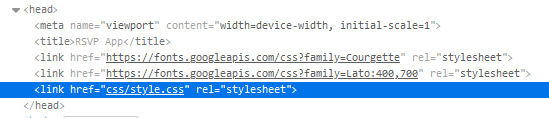 <head>
<meta name="viewport" content="width=device-width, initial-scale=1">
<title>RSVP App</title>
<link href="https://fonts.googleapis.com/css?family=Courgette" rel="stylesheet">
<link href="https://fonts.googleapis.com/css?family=Lato:400,700" rel="stylesheet">
<link href="css/style.css" rel="stylesheet">
</head>